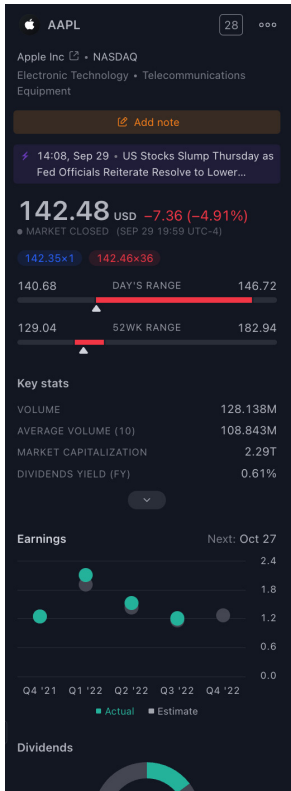 AAPL 28
Apple Inc • NASDAQ
Electronic Technology • Telecommunications
Equipment
Add note
14:08, Sep 29 • US Stocks Slump Thursday as
Fed Officials Reiterate Resolve to Lower...
142.48 USD −7.36 (−4.91%)
MARKET CLOSED (SEP 29 19:59 UTC-4)
142.35×1 142.46×36
140.68 DAY'S RANGE 146.72
129.04 52WK RANGE 182.94
Key stats
VOLUME 128.138M
AVERAGE VOLUME (10) 108.843M
MARKET CAPITALIZATION 2.29T
DIVIDENDS YIELD (FY) 0.61%
Earnings Next: Oct 27
2.4
1.8
1.2
0.6
0.0
Q4 '21 Q1 '22 Q2 '22 Q3 '22 Q4 '22
Actual Estimate
Dividends